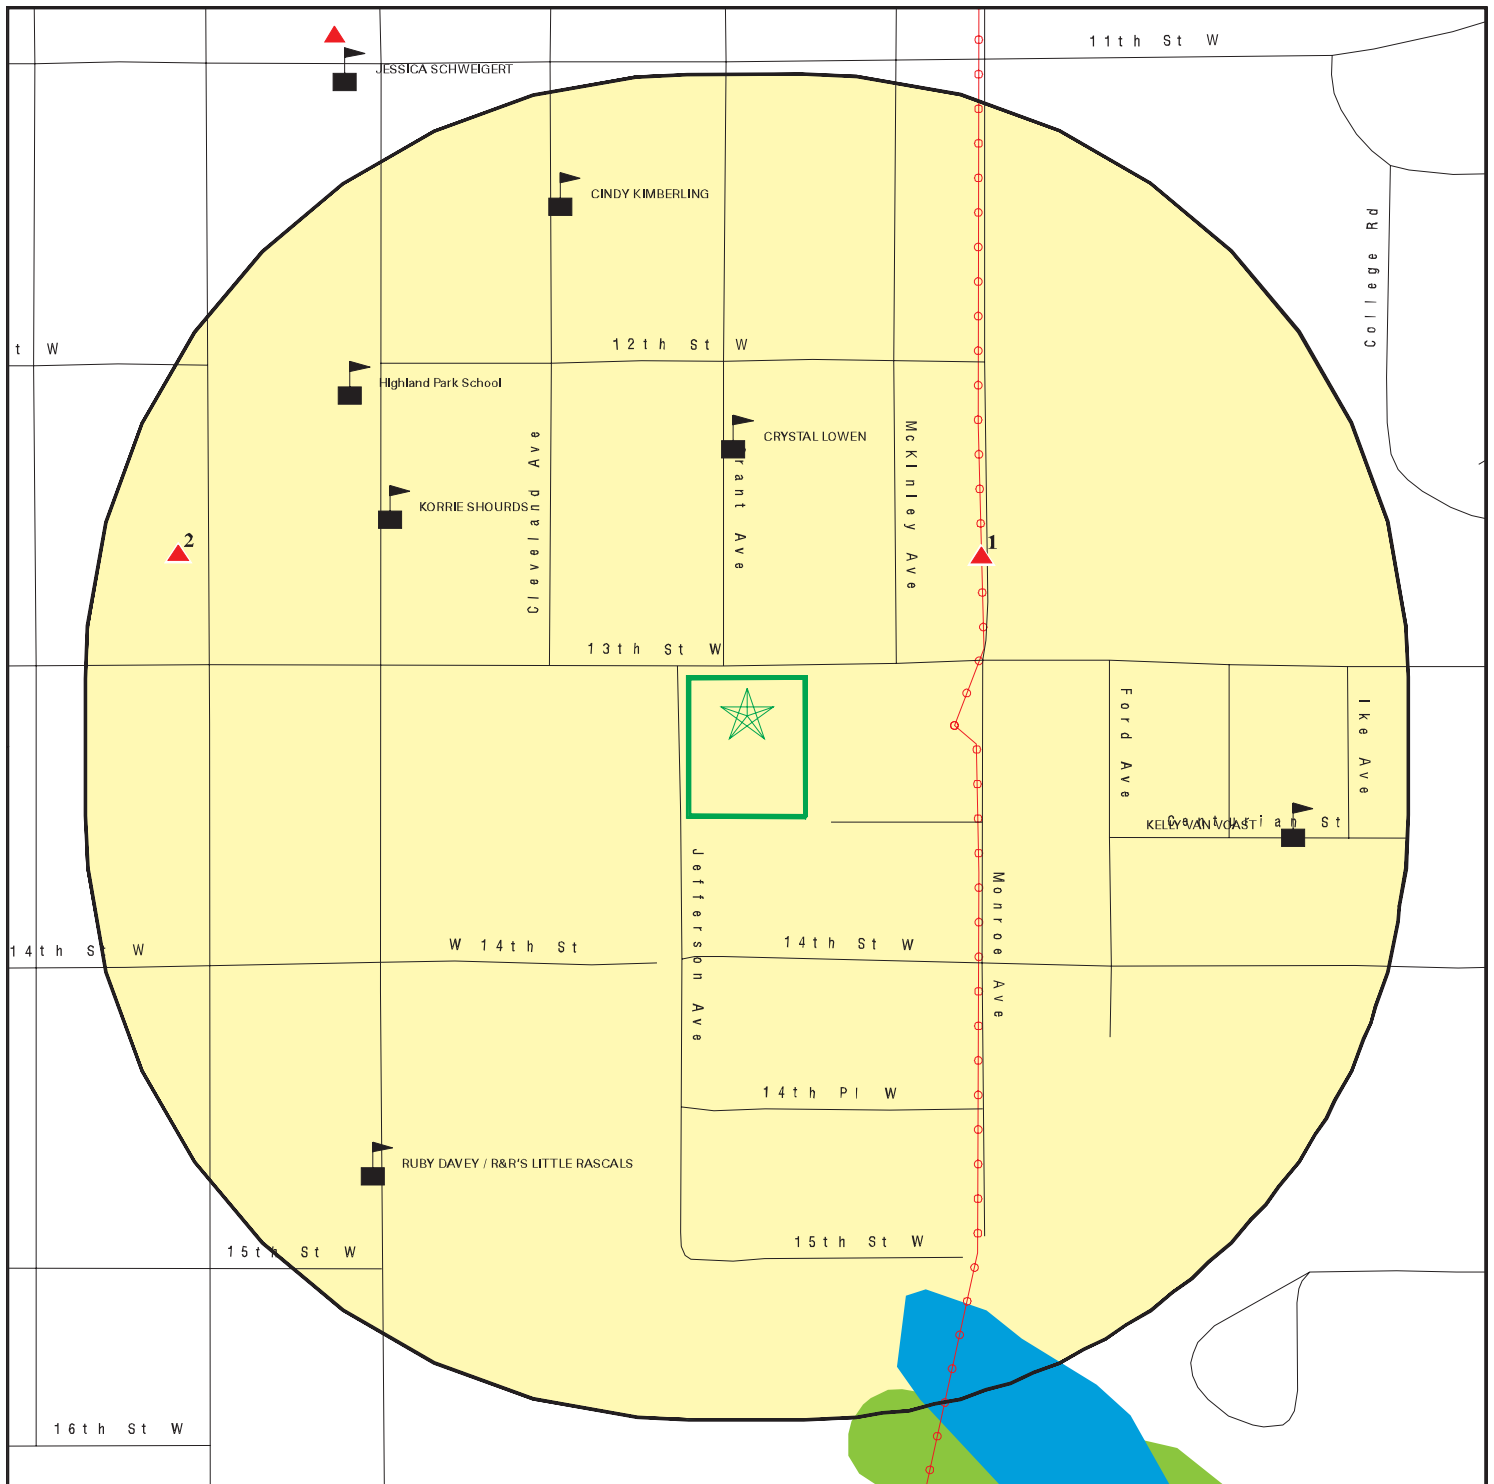 11th St W
JESSICA SCHWEIGERT
CINDY KIMBERLING
College Rd
t W
12th St W
HIghland Park School
CRYSTAL LOWEN
Cleveland Ave
rant Ave
McKInley Ave
KORRIE SHOURDS
2
1
13th St W
Ford Ave
Ike Ave
Centurian St
KELLY VAN VOAST
Jefferson Ave
Monroe Ave
14th St W
W 14th St
14th St W
14th Pl W
RUBY DAVEY / R&R'S LITTLE RASCALS
15th St W
15th St W
16th St W